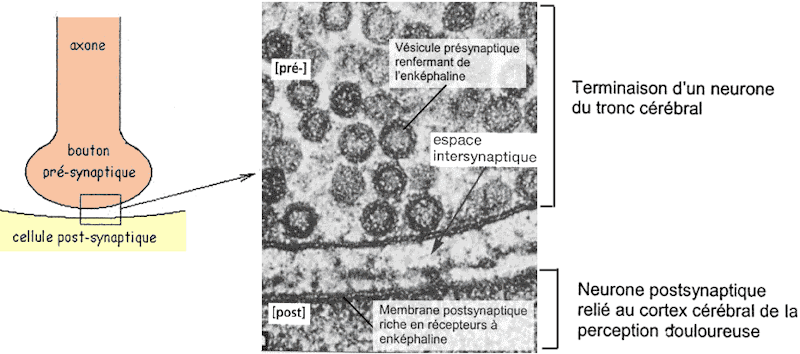 axone
bouton
pré-synaptique
cellule post-synaptique
[pré-]
Vésicule présynaptique
renfermant de
l'enképhaline
espace
intersynaptique
[post]
Membrane postsynaptique
riche en récepteurs à
enképhaline
Terminaison d'un neurone
du tronc cérébral
Neurone postsynaptique
relié au cortex cérébral de la
perception douloureuse